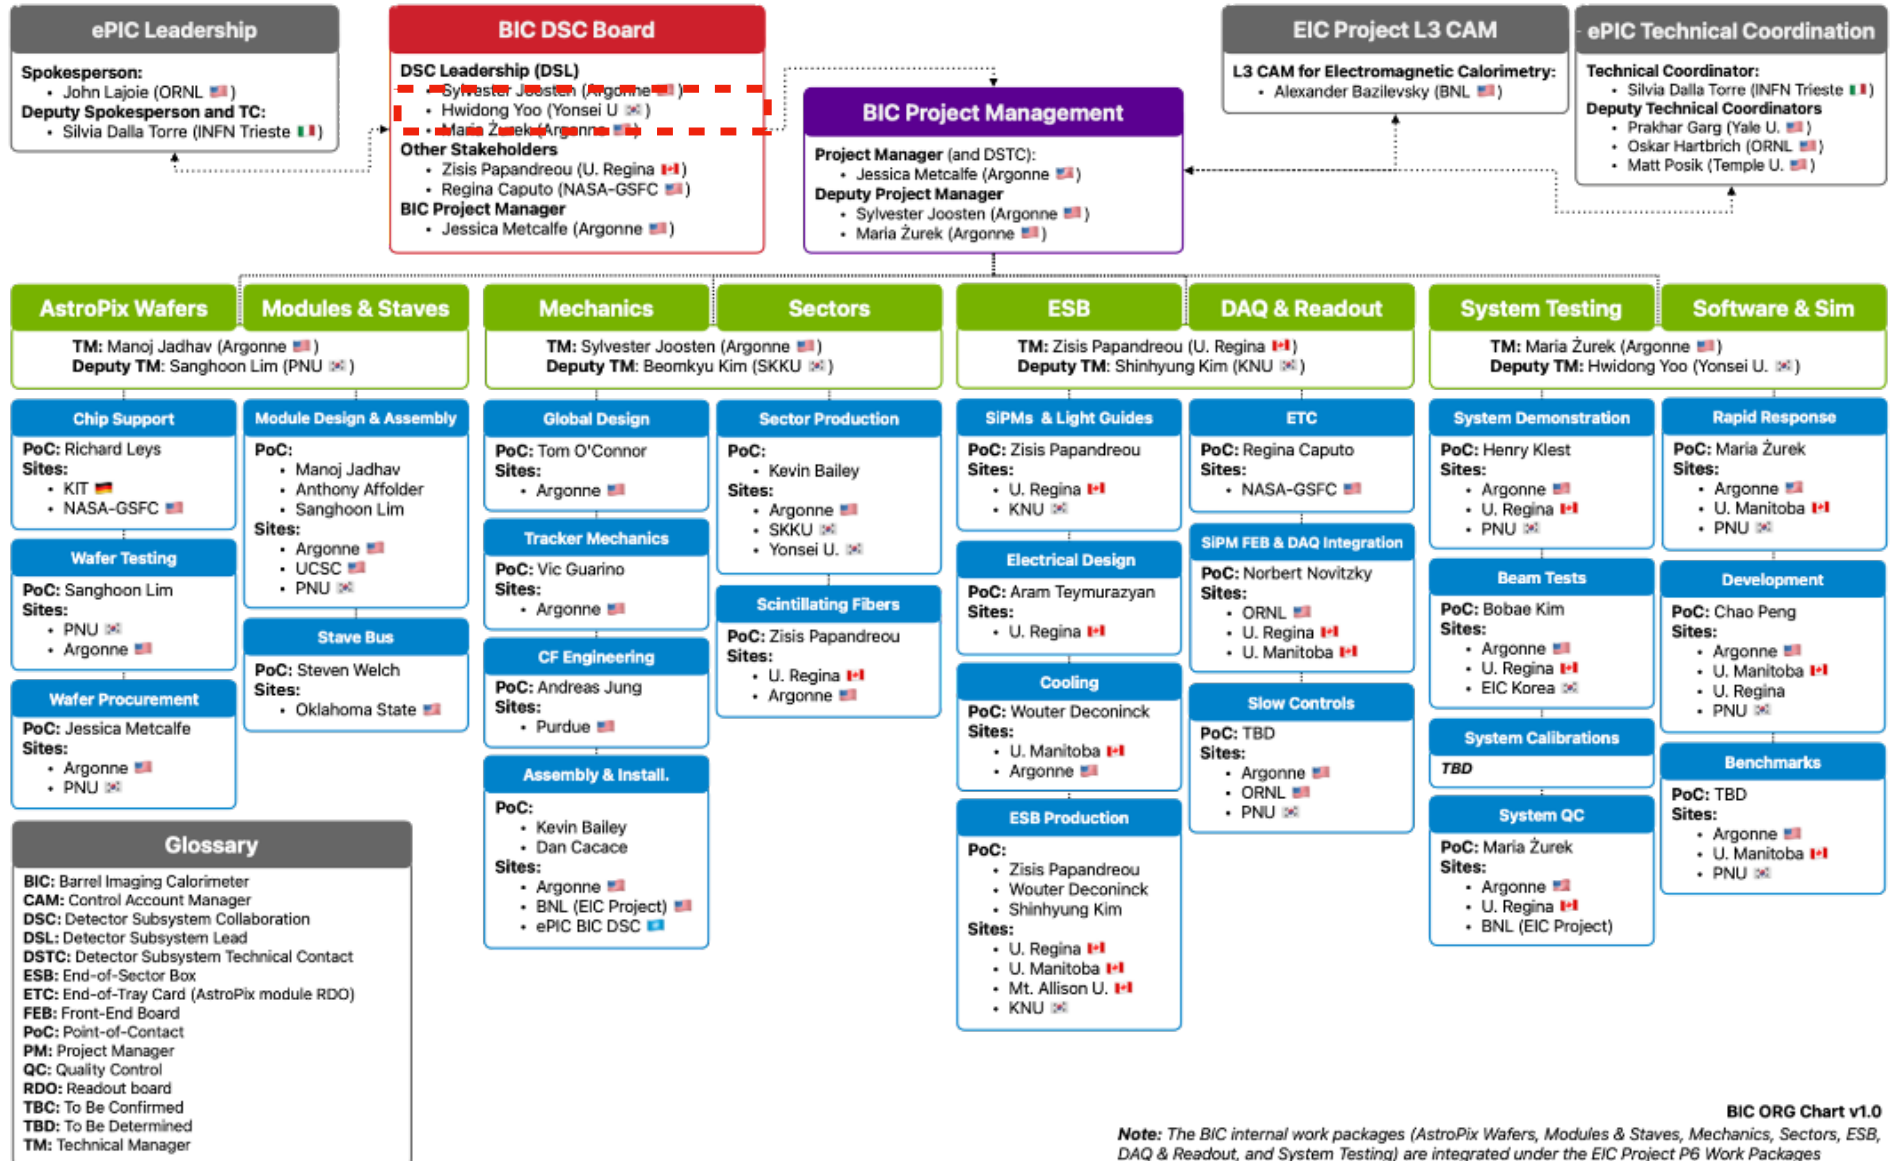 ePIC Leadership
Spokesperson:
• John Lajoie (ORNL 🇺🇸)
Deputy Spokesperson and TC:
• Silvia Dalla Torre (INFN Trieste 🇮🇹)
BIC DSC Board
DSC Leadership (DSL)
• Sylvester Joosten (Argonne 🇺🇸)
• Hwidong Yoo (Yonsei U 🇰🇷)
• Maria Żurek (Argonne 🇺🇸)
Other Stakeholders
• Zisis Papandreou (U. Regina 🇨🇦)
• Regina Caputo (NASA-GSFC 🇺🇸)
BIC Project Manager
• Jessica Metcalfe (Argonne 🇺🇸)
BIC Project Management
Project Manager (and DSTC):
• Jessica Metcalfe (Argonne 🇺🇸)
Deputy Project Manager
• Sylvester Joosten (Argonne 🇺🇸)
• Maria Żurek (Argonne 🇺🇸)
EIC Project L3 CAM
L3 CAM for Electromagnetic Calorimetry:
• Alexander Bazilevsky (BNL 🇺🇸)
ePIC Technical Coordination
Technical Coordinator:
• Silvia Dalla Torre (INFN Trieste 🇮🇹)
Deputy Technical Coordinators
• Prakhar Garg (Yale U. 🇺🇸)
• Oskar Hartbrich (ORNL 🇺🇸)
• Matt Posik (Temple U. 🇺🇸)
AstroPix Wafers
Modules & Staves
TM: Manoj Jadhav (Argonne 🇺🇸)
Deputy TM: Sanghoon Lim (PNU 🇰🇷)
Mechanics
Sectors
TM: Sylvester Joosten (Argonne 🇺🇸)
Deputy TM: Beomkyu Kim (SKKU 🇰🇷)
ESB
DAQ & Readout
TM: Zisis Papandreou (U. Regina 🇨🇦)
Deputy TM: Shinhyung Kim (KNU 🇰🇷)
System Testing
Software & Sim
TM: Maria Żurek (Argonne 🇺🇸)
Deputy TM: Hwidong Yoo (Yonsei U. 🇰🇷)
Chip Support
PoC: Richard Leys
Sites:
• KIT 🇩🇪
• NASA-GSFC 🇺🇸
Wafer Testing
PoC: Sanghoon Lim
Sites:
• PNU 🇰🇷
• Argonne 🇺🇸
Wafer Procurement
PoC: Jessica Metcalfe
Sites:
• Argonne 🇺🇸
• PNU 🇰🇷
Module Design & Assembly
PoC:
• Manoj Jadhav
• Anthony Affolder
• Sanghoon Lim
Sites:
• Argonne 🇺🇸
• UCSC 🇺🇸
• PNU 🇰🇷
Stave Bus
PoC: Steven Welch
Sites:
• Oklahoma State 🇺🇸
Global Design
PoC: Tom O'Connor
Sites:
• Argonne 🇺🇸
Tracker Mechanics
PoC: Vic Guarino
Sites:
• Argonne 🇺🇸
CF Engineering
PoC: Andreas Jung
Sites:
• Purdue 🇺🇸
Assembly & Install.
PoC:
• Kevin Bailey
• Dan Cacace
Sites:
• Argonne 🇺🇸
• BNL (EIC Project) 🇺🇸
• ePIC BIC DSC 🇺🇳
Sector Production
PoC:
• Kevin Bailey
Sites:
• Argonne 🇺🇸
• SKKU 🇰🇷
• Yonsei U. 🇰🇷
Scintillating Fibers
PoC: Zisis Papandreou
Sites:
• U. Regina 🇨🇦
• Argonne 🇺🇸
SiPMs & Light Guides
PoC: Zisis Papandreou
Sites:
• U. Regina 🇨🇦
• KNU 🇰🇷
Electrical Design
PoC: Aram Teymurazyan
Sites:
• U. Regina 🇨🇦
Cooling
PoC: Wouter Deconinck
Sites:
• U. Manitoba 🇨🇦
• Argonne 🇺🇸
ESB Production
PoC:
• Zisis Papandreou
• Wouter Deconinck
• Shinhyung Kim
Sites:
• U. Regina 🇨🇦
• U. Manitoba 🇨🇦
• Mt. Allison U. 🇨🇦
• KNU 🇰🇷
ETC
PoC: Regina Caputo
Sites:
• NASA-GSFC 🇺🇸
SiPM FEB & DAQ Integration
PoC: Norbert Novitzky
Sites:
• ORNL 🇺🇸
• U. Regina 🇨🇦
• U. Manitoba 🇨🇦
Slow Controls
PoC: TBD
Sites:
• Argonne 🇺🇸
• ORNL 🇺🇸
• PNU 🇰🇷
System Demonstration
PoC: Henry Klest
Sites:
• Argonne 🇺🇸
• U. Regina 🇨🇦
• PNU 🇰🇷
Beam Tests
PoC: Bobae Kim
Sites:
• Argonne 🇺🇸
• U. Regina 🇨🇦
• EIC Korea 🇰🇷
System Calibrations
TBD
System QC
PoC: Maria Żurek
Sites:
• Argonne 🇺🇸
• U. Regina 🇨🇦
• BNL (EIC Project)
Rapid Response
PoC: Maria Żurek
Sites:
• Argonne 🇺🇸
• U. Manitoba 🇨🇦
• PNU 🇰🇷
Development
PoC: Chao Peng
Sites:
• Argonne 🇺🇸
• U. Manitoba 🇨🇦
• U. Regina
• PNU 🇰🇷
Benchmarks
PoC: TBD
Sites:
• Argonne 🇺🇸
• U. Manitoba 🇨🇦
• PNU 🇰🇷
Glossary
BIC: Barrel Imaging Calorimeter
CAM: Control Account Manager
DSC: Detector Subsystem Collaboration
DSL: Detector Subsystem Lead
DSTC: Detector Subsystem Technical Contact
ESB: End-of-Sector Box
ETC: End-of-Tray Card (AstroPix module RDO)
FEB: Front-End Board
PoC: Point-of-Contact
PM: Project Manager
QC: Quality Control
RDO: Readout board
TBC: To Be Confirmed
TBD: To Be Determined
TM: Technical Manager
BIC ORG Chart v1.0
Note: The BIC internal work packages (AstroPix Wafers, Modules & Staves, Mechanics, Sectors, ESB,
DAQ & Readout, and System Testing) are integrated under the EIC Project P6 Work Packages